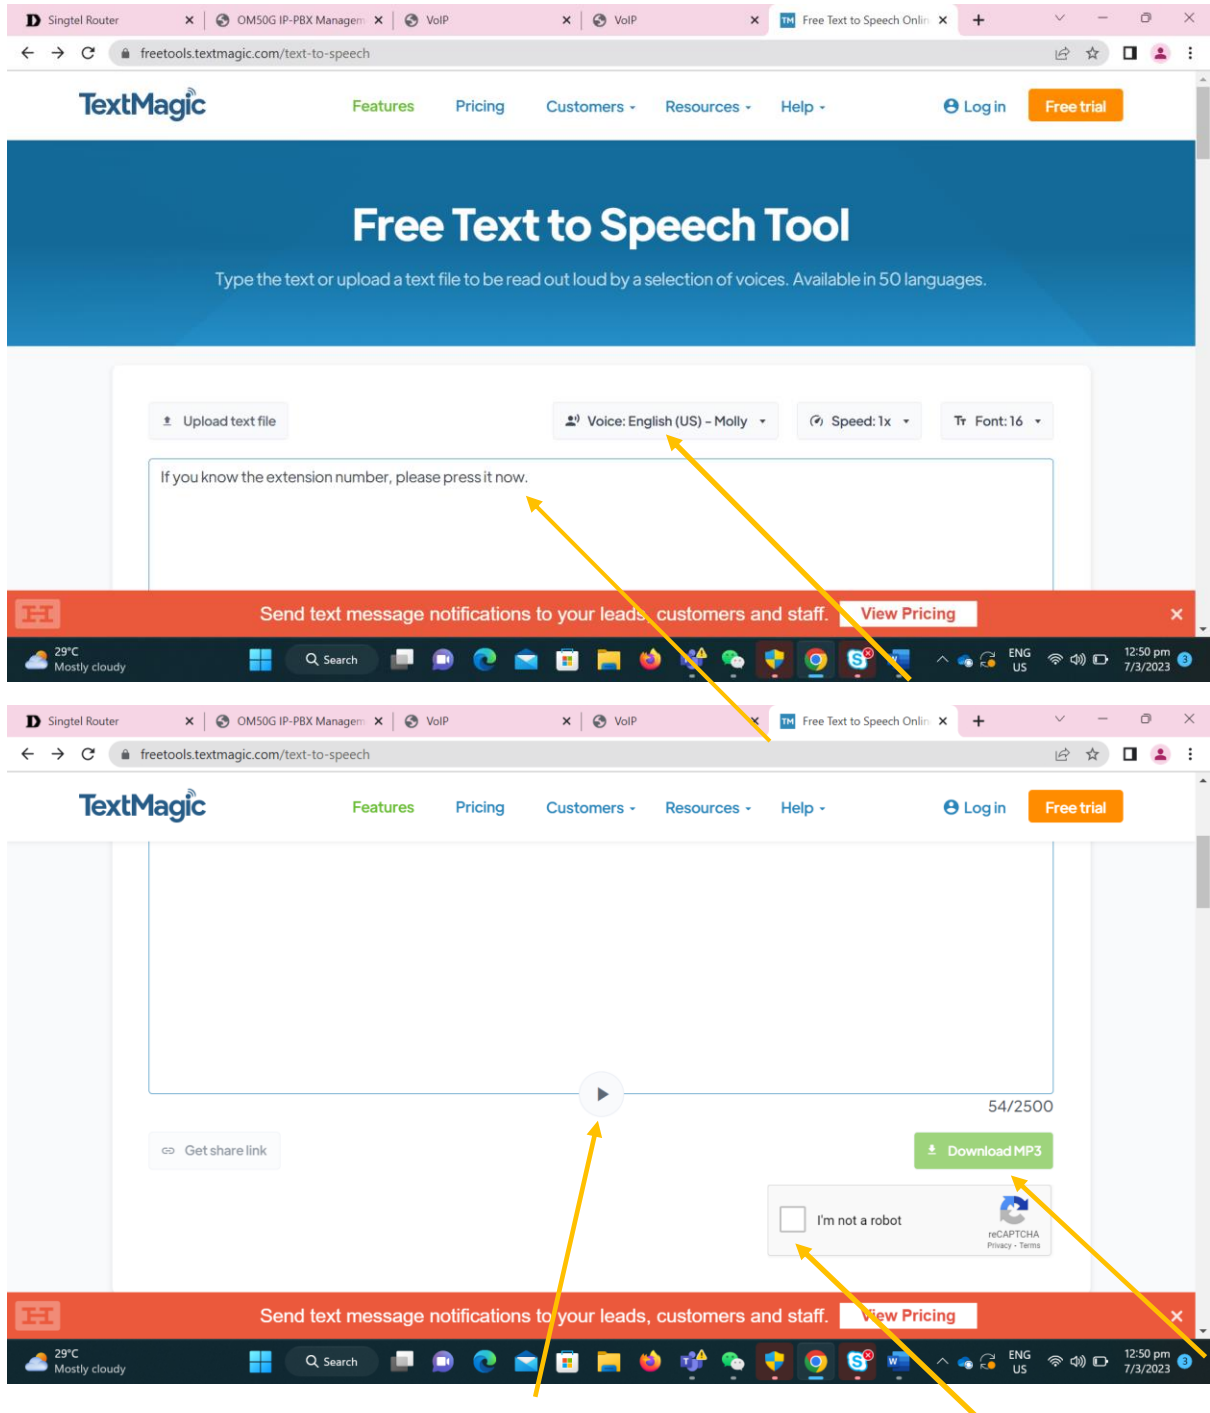 Singtel Router
OM50G IP-PBX Managem
VoIP
VoIP
TM Free Text to Speech Onlin
freetools.textmagic.com/text-to-speech
TextMagic
Features
Pricing
Customers
Resources
Help
Log in
Free trial
Free Text to Speech Tool
Type the text or upload a text file to be read out loud by a selection of voices. Available in 50 languages.
Upload text file
Voice: English (US) – Molly
Speed: 1x
Font: 16
If you know the extension number, please press it now.
Send text message notifications to your leads, customers and staff.
View Pricing
29°C
Mostly cloudy
Search
ENG
US
12:50 pm
7/3/2023
3
Singtel Router
OM50G IP-PBX Managem
VoIP
VoIP
TM Free Text to Speech Onlin
freetools.textmagic.com/text-to-speech
TextMagic
Features
Pricing
Customers
Resources
Help
Log in
Free trial
54/2500
Get share link
Download MP3
I'm not a robot
reCAPTCHA
Privacy - Terms
Send text message notifications to your leads, customers and staff.
View Pricing
29°C
Mostly cloudy
Search
ENG
US
12:50 pm
7/3/2023
3